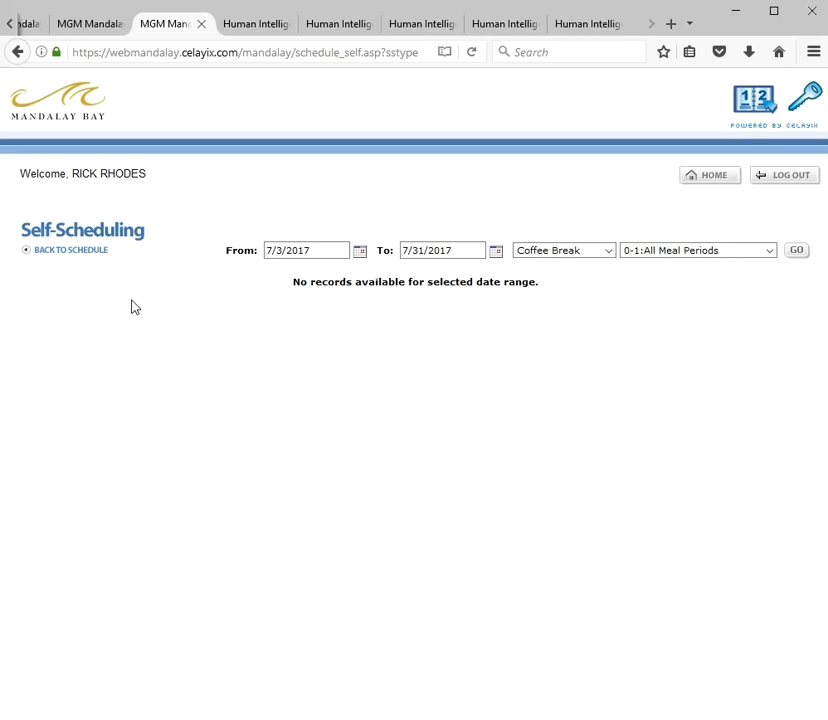 ndala
MGM Mandala
MGM Man
Human Intellig
Human Intellig
Human Intellig
Human Intellig
Human Intellig
https://webmandalay.celayix.com/mandalay/schedule_self.asp?sstype
Search
MANDALAY BAY
1 2
POWERED BY CELAYIX
Welcome, RICK RHODES
HOME
LOG OUT
Self-Scheduling
BACK TO SCHEDULE
From: 7/3/2017 To: 7/31/2017 Coffee Break 0-1:All Meal Periods GO
No records available for selected date range.